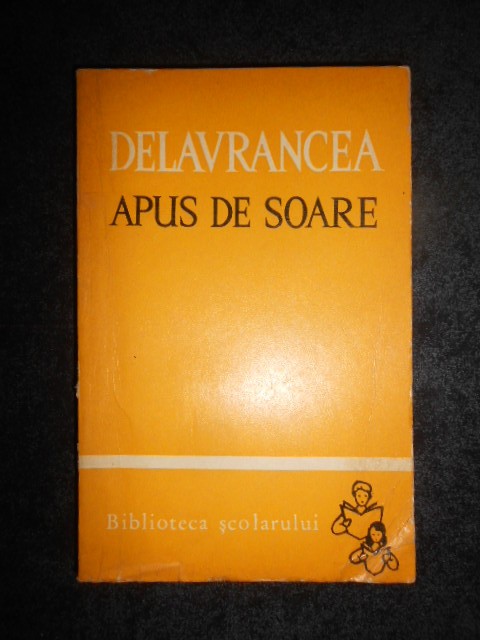 DELAVRANCEA
APUS DE SOARE
Biblioteca școlarului